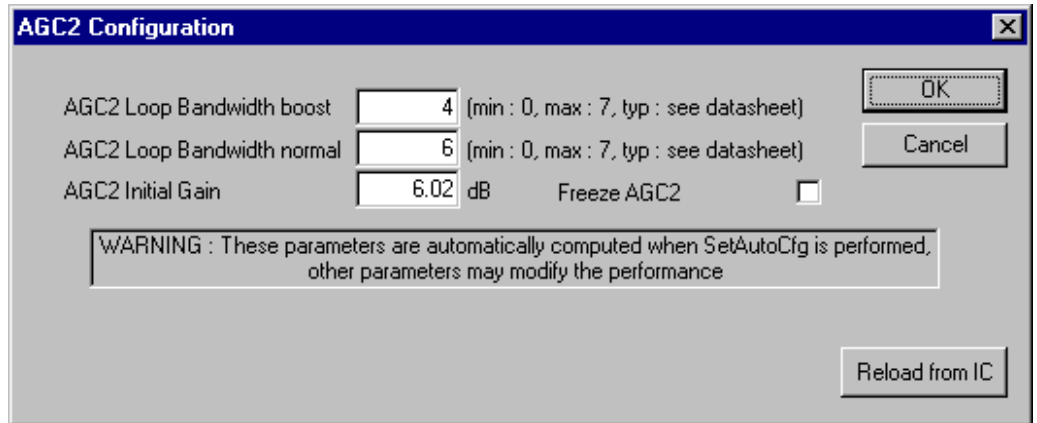 AGC2 Configuration
AGC2 Loop Bandwidth boost 4 (min : 0, max : 7, typ : see datasheet)
OK
AGC2 Loop Bandwidth normal 6 (min : 0, max : 7, typ : see datasheet)
Cancel
AGC2 Initial Gain 6.02 dB Freeze AGC2
WARNING : These parameters are automatically computed when SetAutoCfg is performed,
other parameters may modify the performance
Reload from IC